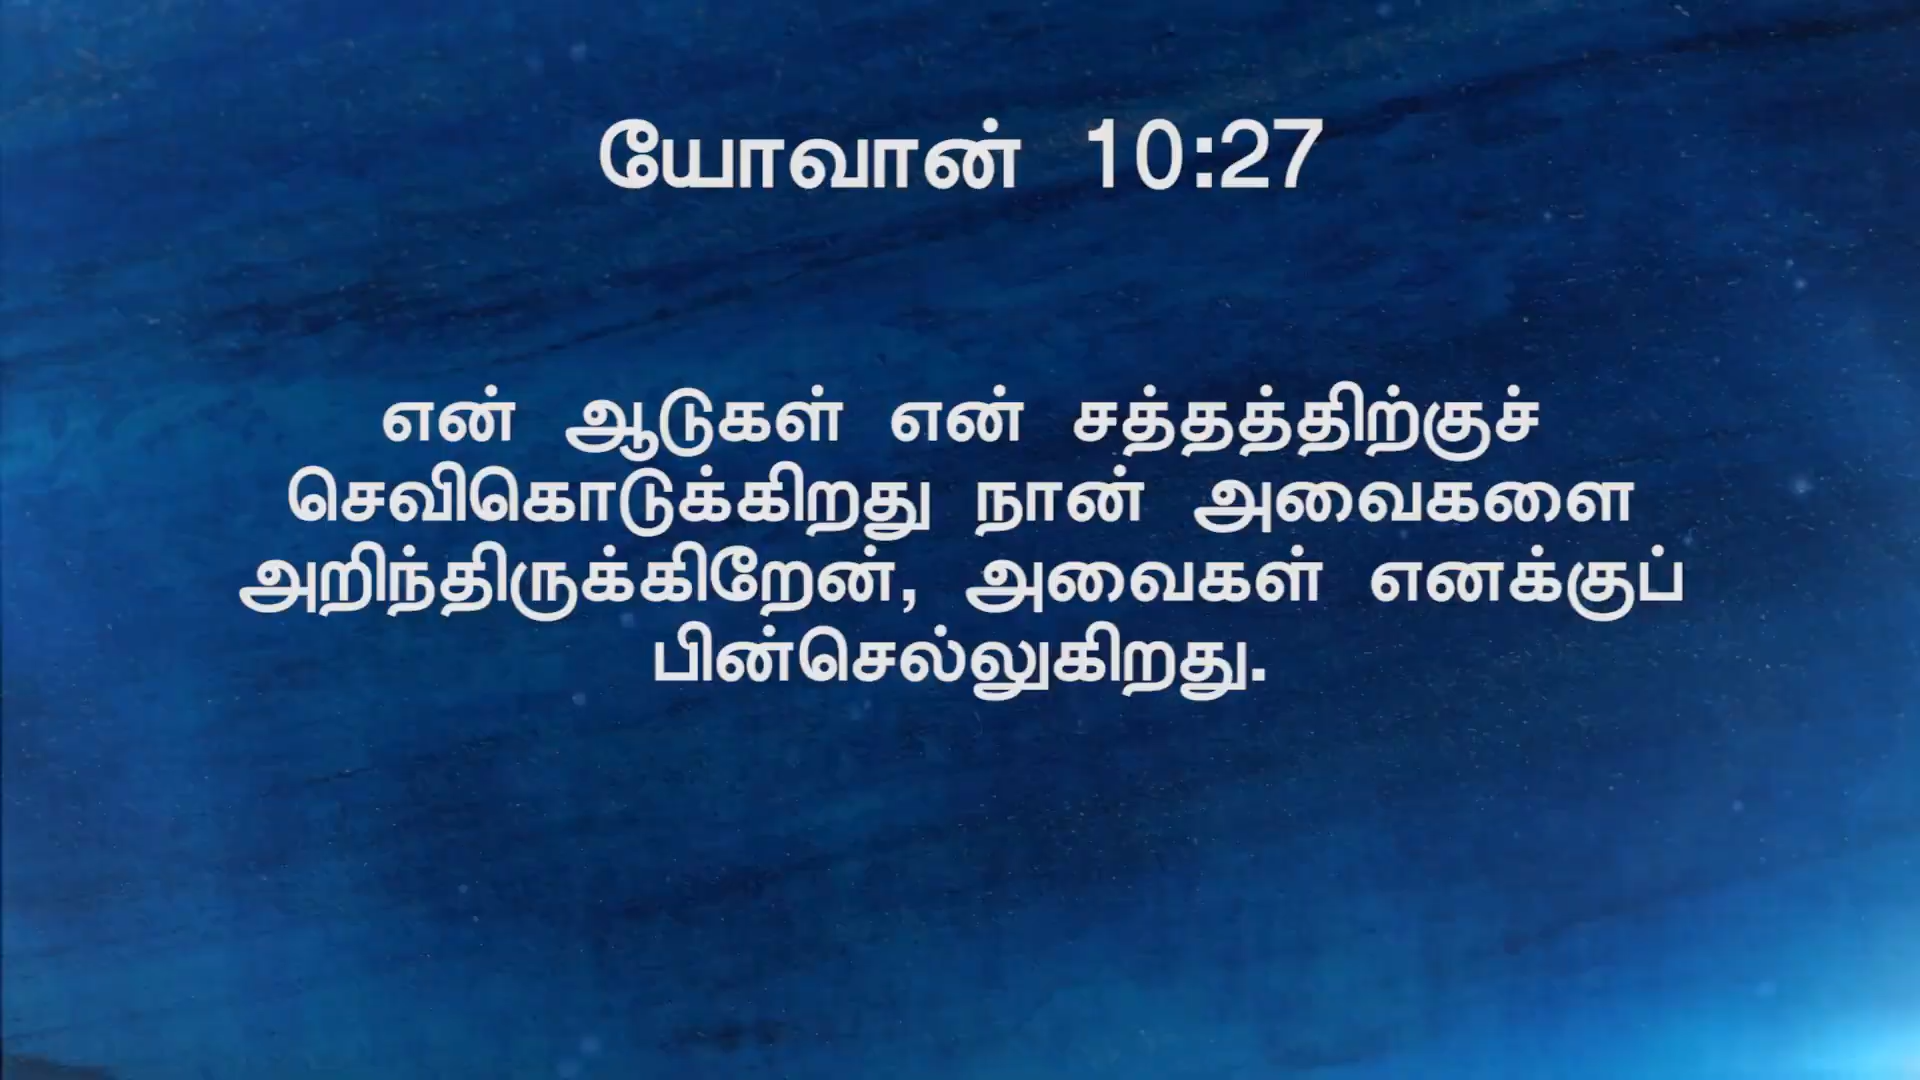 யோவான் 10:27
என் ஆடுகள் என் சத்தத்திற்குச்
செவிகொடுக்கிறது நான் அவைகளை
அறிந்திருக்கிறேன், அவைகள் எனக்குப்
பின்செல்லுகிறது.